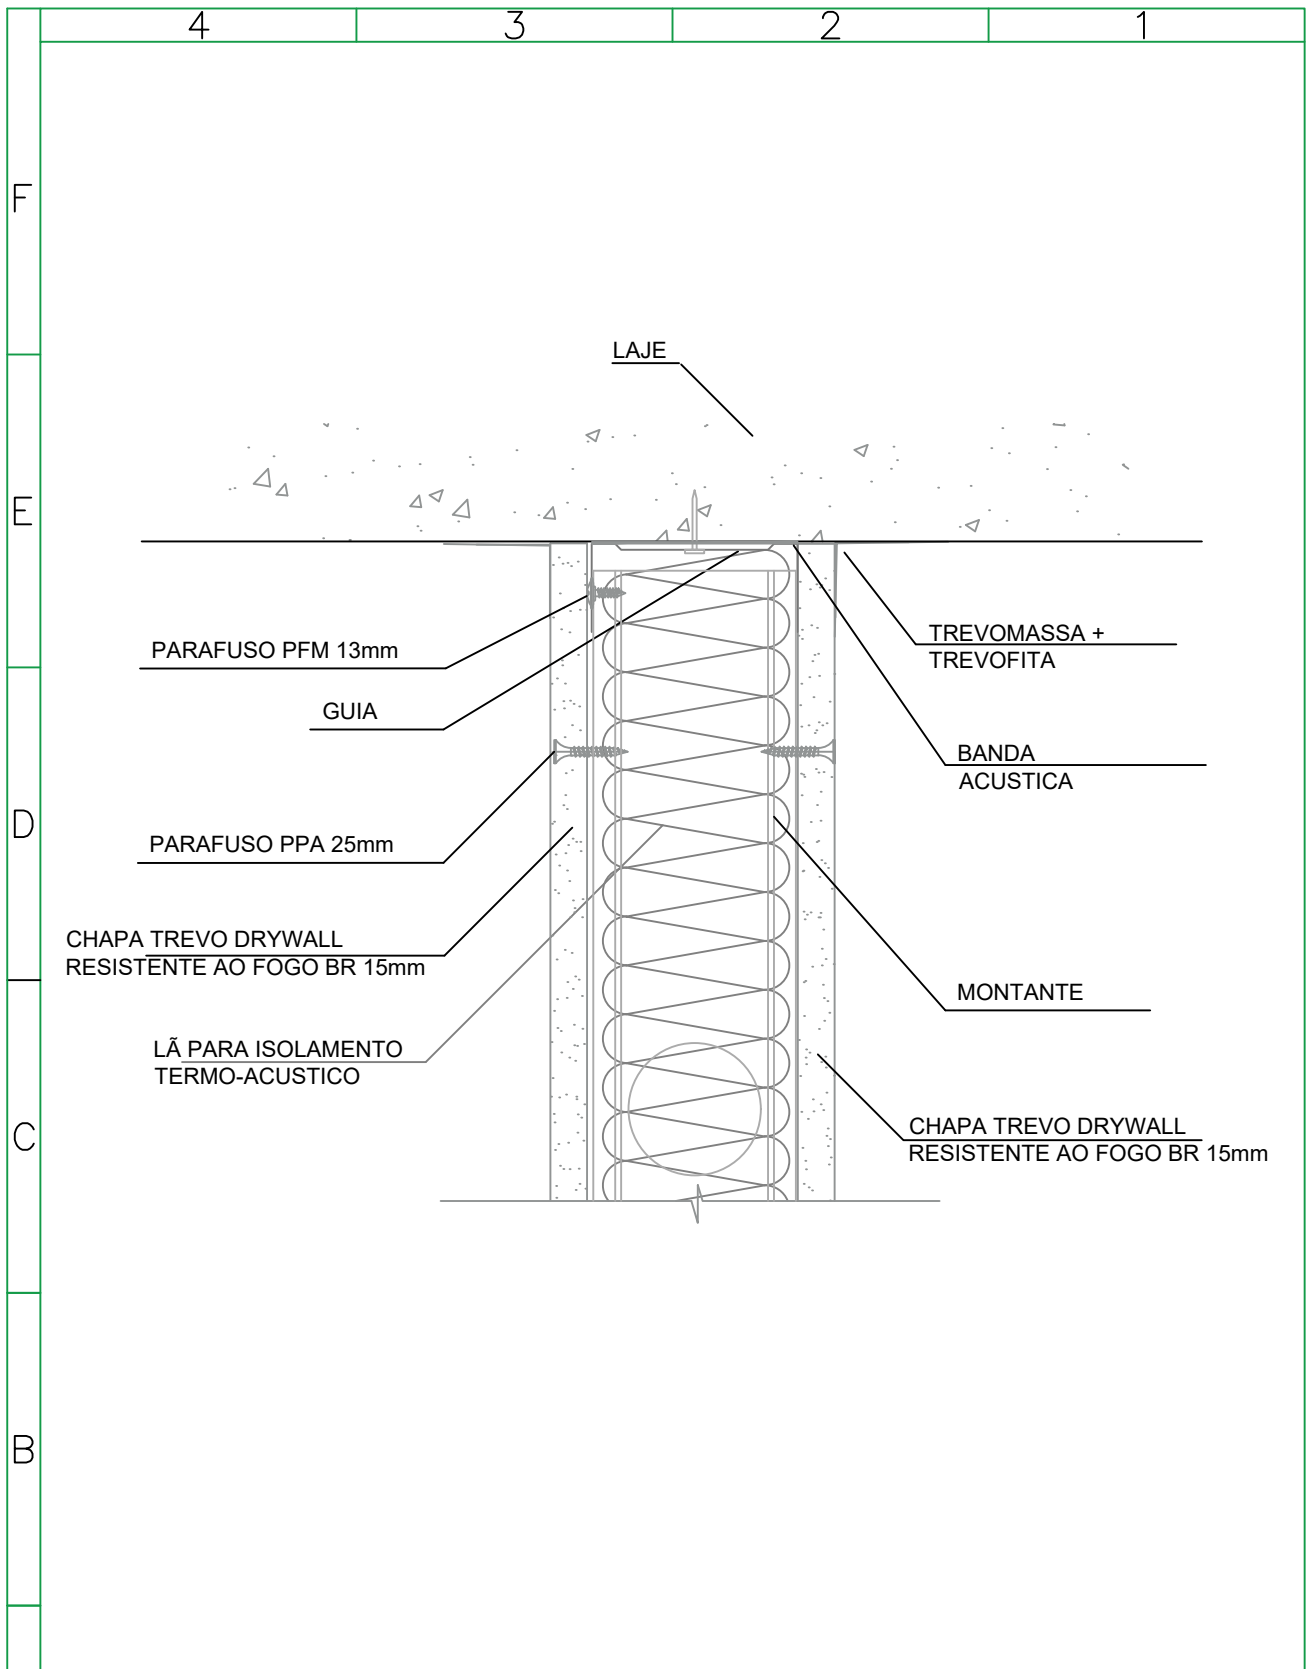 4 3 2 1
F
LAJE
E
PARAFUSO PFM 13mm
TREVOMASSA +
TREVOFITA
GUIA
BANDA
ACUSTICA
D
PARAFUSO PPA 25mm
CHAPA TREVO DRYWALL
RESISTENTE AO FOGO BR 15mm
MONTANTE
LÃ PARA ISOLAMENTO
TERMO-ACUSTICO
C
CHAPA TREVO DRYWALL
RESISTENTE AO FOGO BR 15mm
B